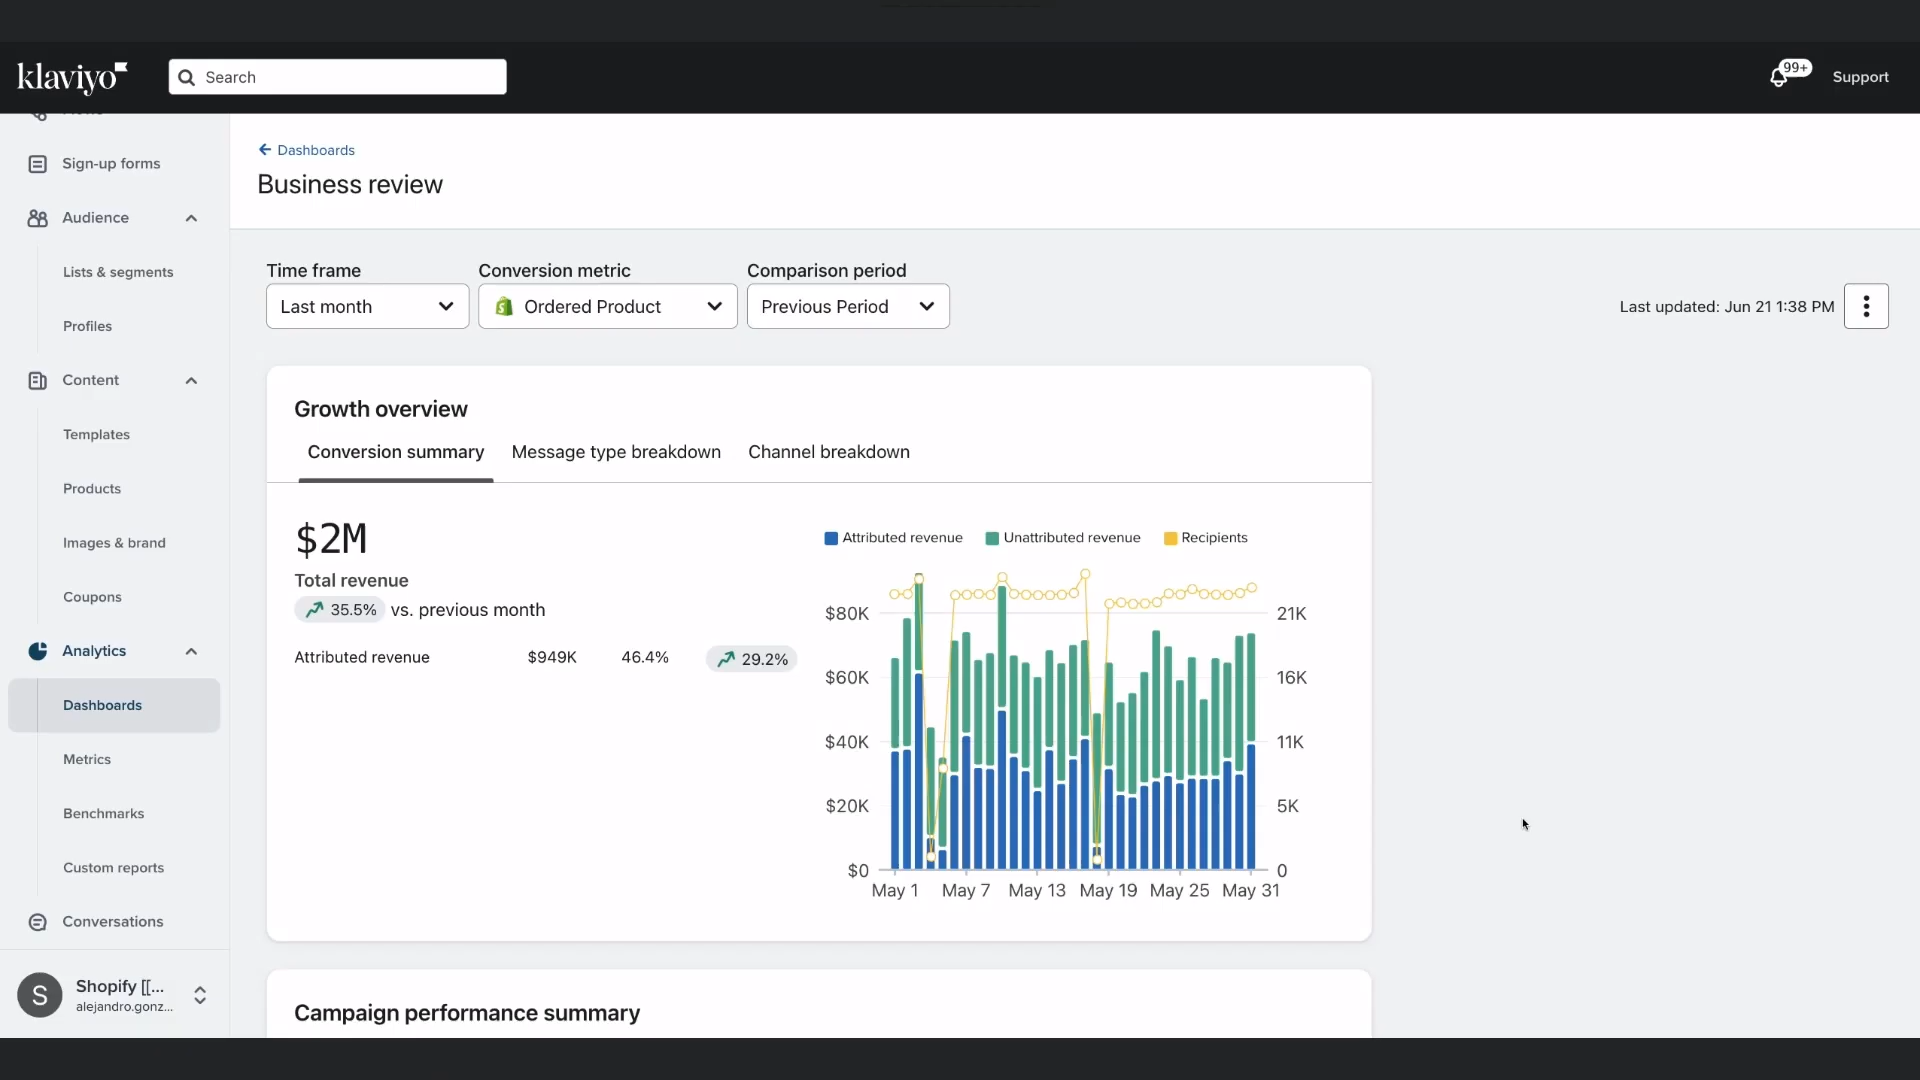 klaviyo
Search
99+
Support
Sign-up forms
Audience
Lists & segments
Profiles
Content
Templates
Products
Images & brand
Coupons
Analytics
Dashboards
Metrics
Benchmarks
Custom reports
Conversations
S
Shopify [[...
alejandro.gonz...
Dashboards
Business review
Time frame
Last month
Conversion metric
Ordered Product
Comparison period
Previous Period
Last updated: Jun 21 1:38 PM
Growth overview
Conversion summary
Message type breakdown
Channel breakdown
$2M
Total revenue
35.5% vs. previous month
Attributed revenue $949K 46.4% 29.2%
Attributed revenue
Unattributed revenue
Recipients
$80K
$60K
$40K
$20K
$0
21K
16K
11K
5K
0
May 1 May 7 May 13 May 19 May 25 May 31
Campaign performance summary